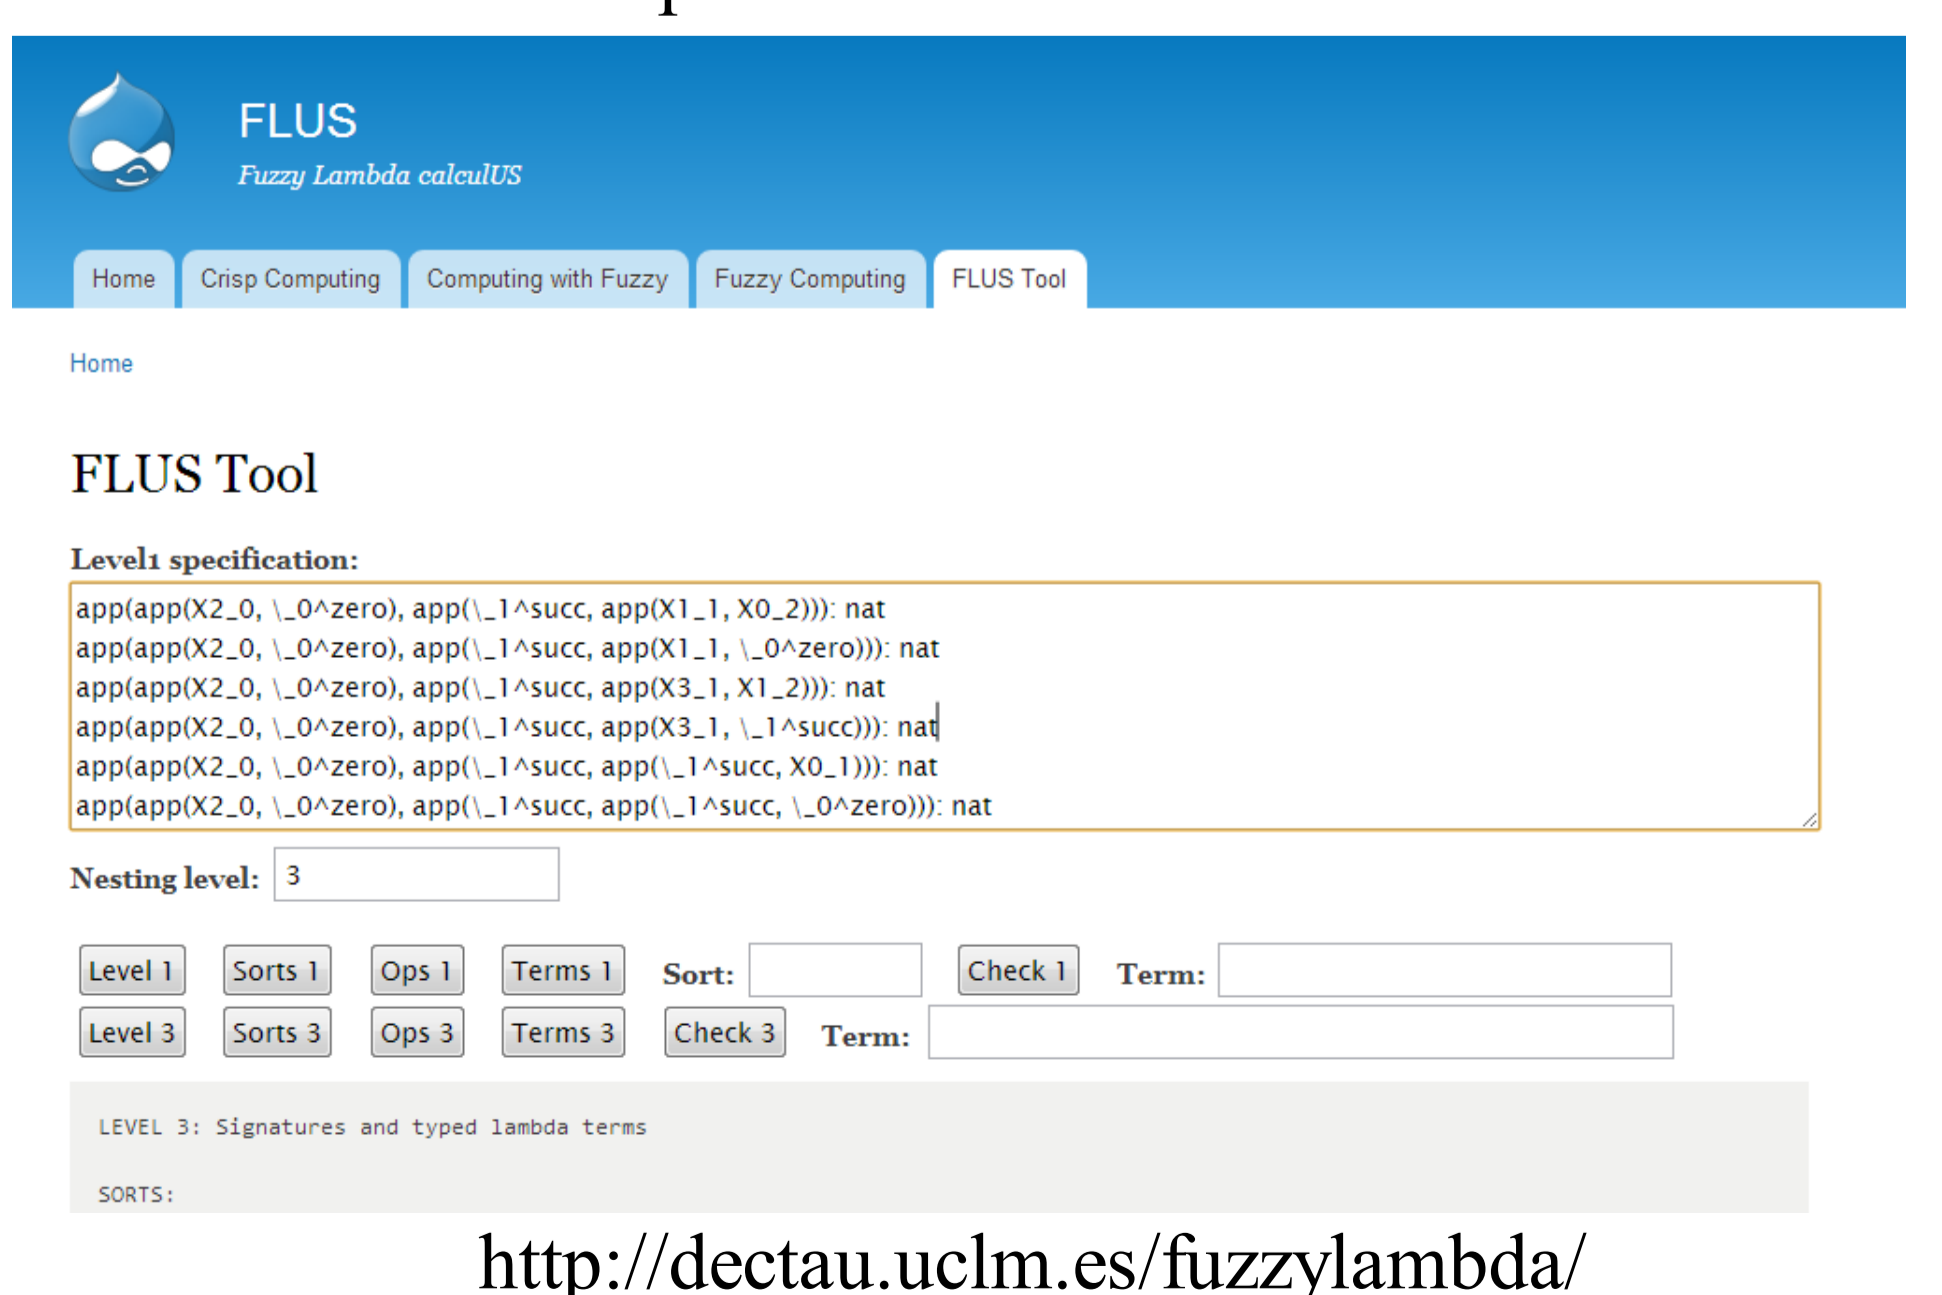 FLUS
Fuzzy Lambda calculUS
Home Crisp Computing Computing with Fuzzy Fuzzy Computing FLUS Tool
Home
FLUS Tool
Level1 specification:
app(app(X2_0, \_0^zero), app(\_1^succ, app(X1_1, X0_2))): nat
app(app(X2_0, \_0^zero), app(\_1^succ, app(X1_1, \_0^zero))): nat
app(app(X2_0, \_0^zero), app(\_1^succ, app(X3_1, X1_2))): nat
app(app(X2_0, \_0^zero), app(\_1^succ, app(X3_1, \_1^succ))): nat
app(app(X2_0, \_0^zero), app(\_1^succ, app(\_1^succ, X0_1))): nat
app(app(X2_0, \_0^zero), app(\_1^succ, app(\_1^succ, \_0^zero))): nat
Nesting level: 3
Level 1 Sorts 1 Ops 1 Terms 1 Sort: Check 1 Term:
Level 3 Sorts 3 Ops 3 Terms 3 Check 3 Term:
LEVEL 3: Signatures and typed lambda terms
SORTS:
http://dectau.uclm.es/fuzzylambda/